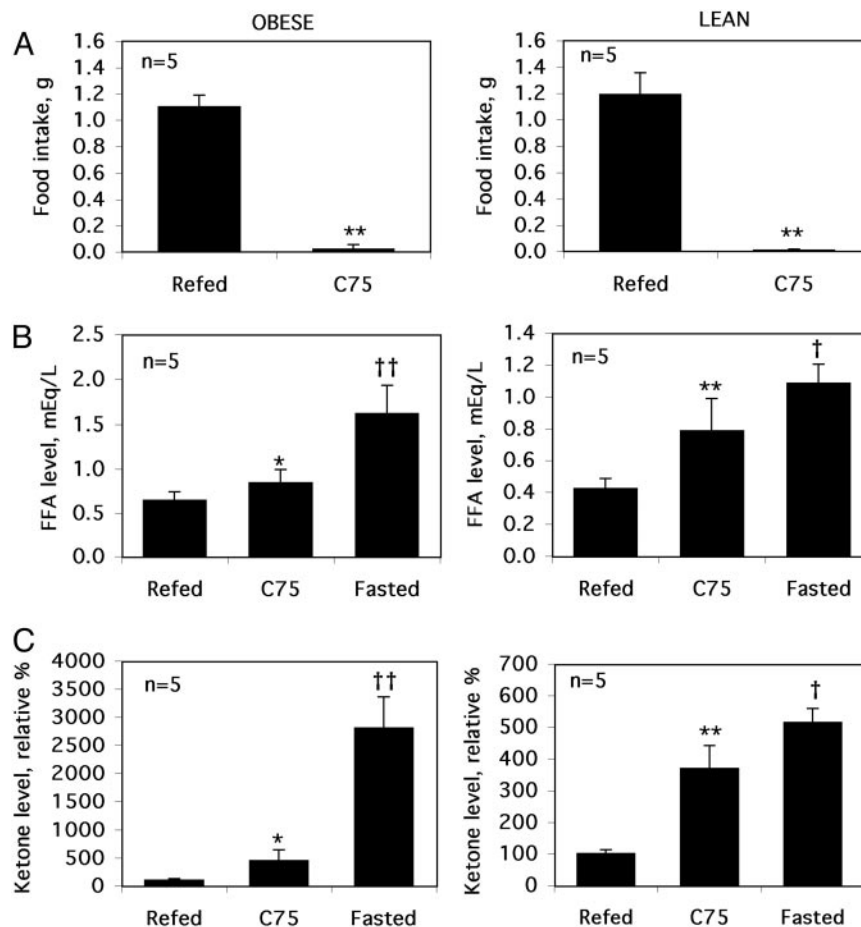 OBESE
LEAN
A
Food intake, g
1.6
1.4
1.2
1.0
0.8
0.6
0.4
0.2
0.0
n=5
**
Refed C75
Food intake, g
1.6
1.4
1.2
1.0
0.8
0.6
0.4
0.2
0.0
n=5
**
Refed C75
B
FFA level, mEq/L
2.5
2.0
1.5
1.0
0.5
0.0
n=5
*
††
Refed C75 Fasted
FFA level, mEq/L
1.4
1.2
1.0
0.8
0.6
0.4
0.2
0.0
n=5
**
†
Refed C75 Fasted
C
Ketone level, relative %
4000
3500
3000
2500
2000
1500
1000
500
0
n=5
*
††
Refed C75 Fasted
Ketone level, relative %
700
600
500
400
300
200
100
0
n=5
**
†
Refed C75 Fasted